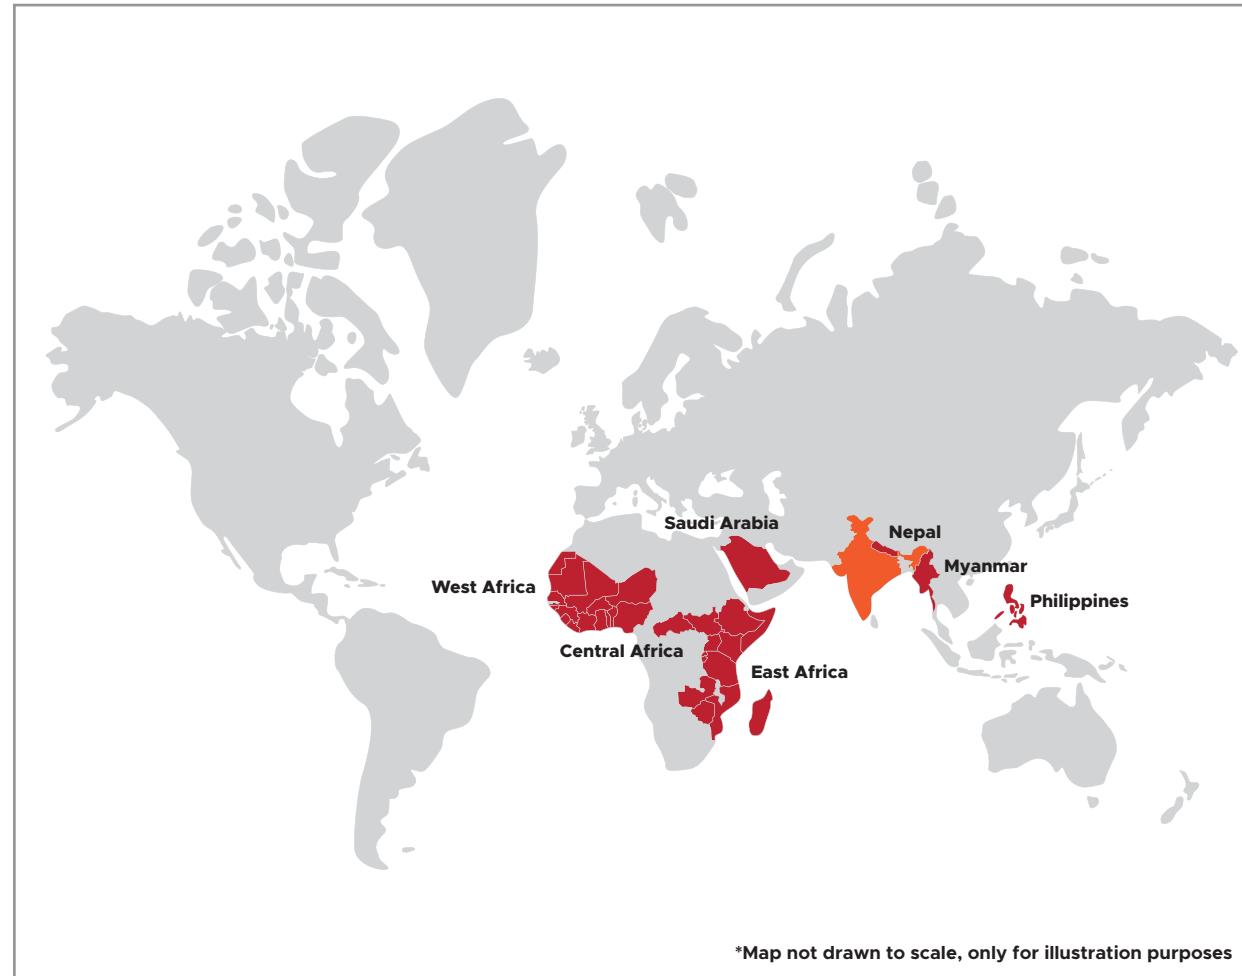 Saudi Arabia
Nepal
Myanmar
West Africa
Philippines
Central Africa
East Africa
*Map not drawn to scale, only for illustration purposes